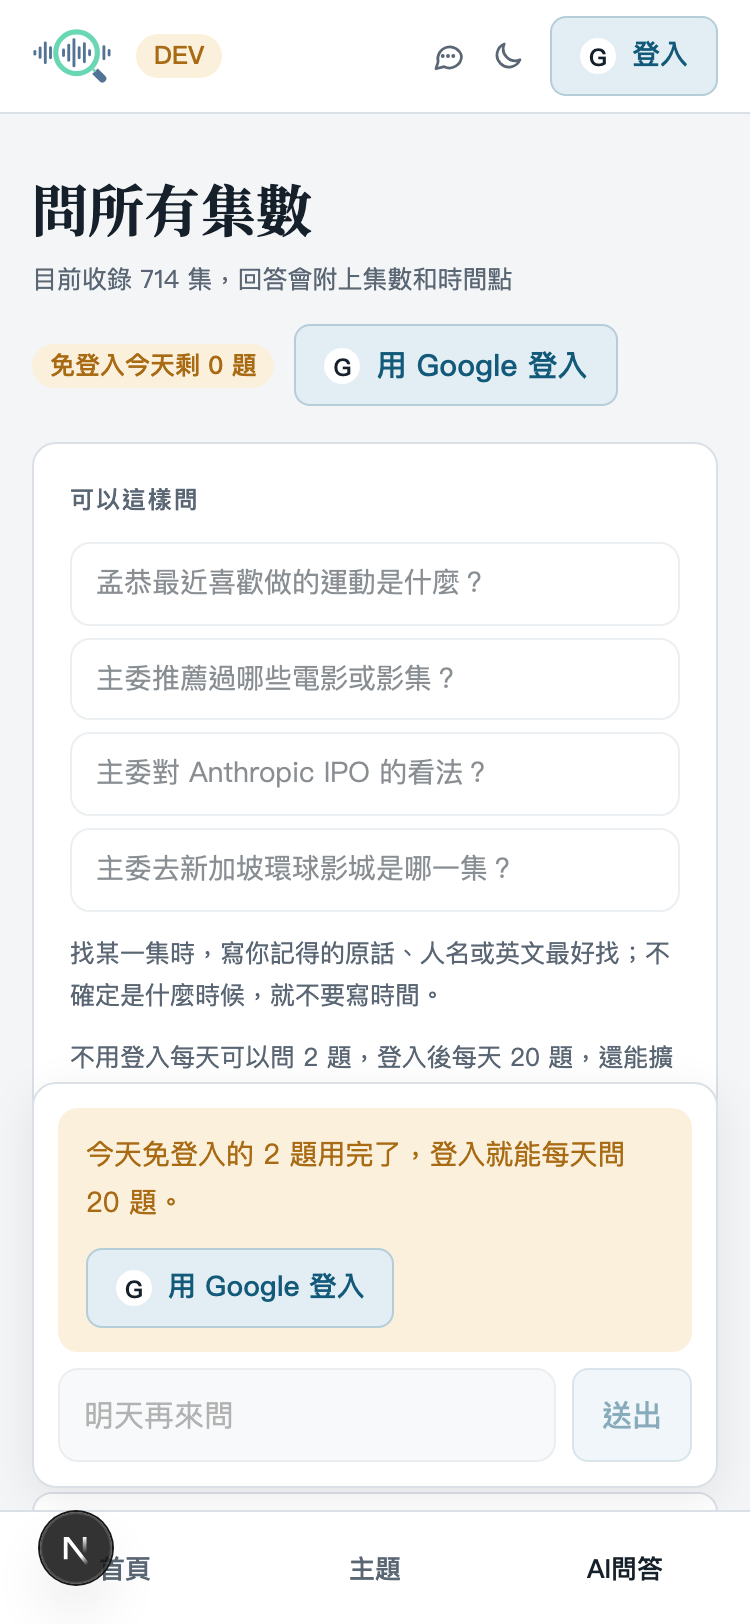 DEV
G 登入
問所有集數
目前收錄 714 集，回答會附上集數和時間點
免登入今天剩 0 題
G 用 Google 登入
可以這樣問
孟恭最近喜歡做的運動是什麼？
主委推薦過哪些電影或影集？
主委對 Anthropic IPO 的看法？
主委去新加坡環球影城是哪一集？
找某一集時，寫你記得的原話、人名或英文最好找；不
確定是什麼時候，就不要寫時間。
不用登入每天可以問 2 題，登入後每天 20 題，還能擴
今天免登入的 2 題用完了，登入就能每天問
20 題。
G 用 Google 登入
明天再來問
送出
N
首頁
主題
AI問答